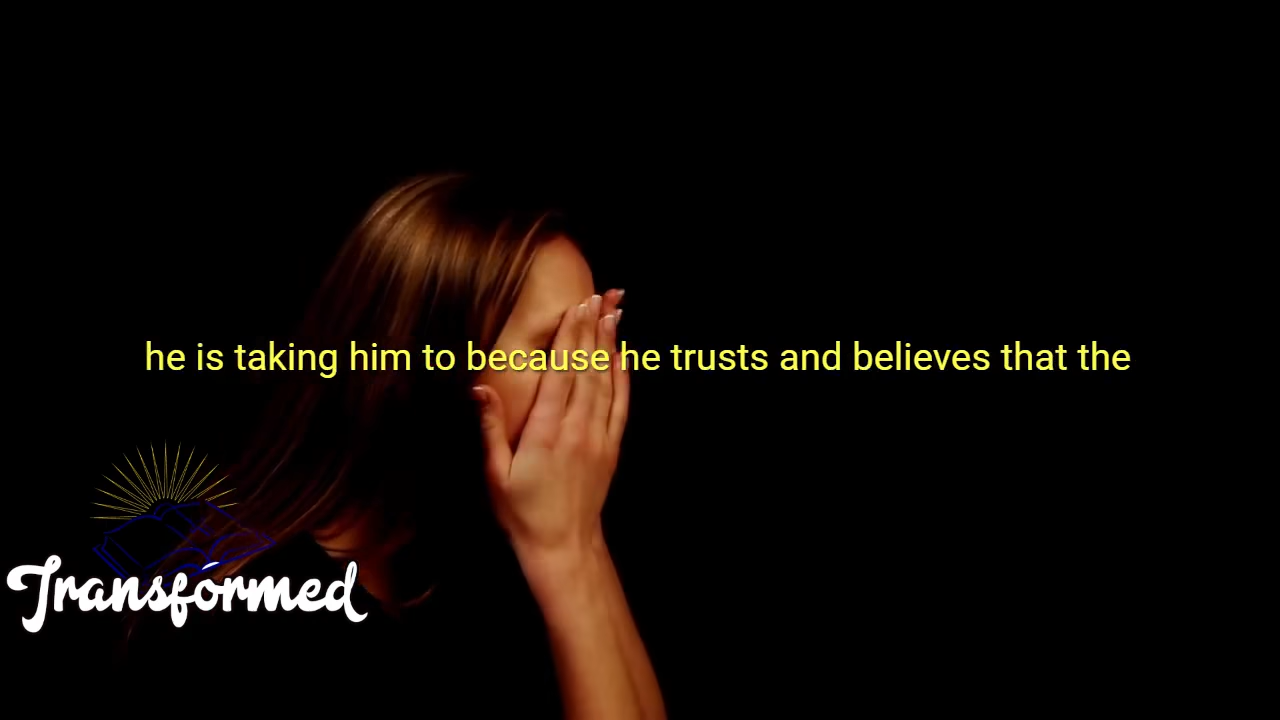 he is taking him to because he trusts and believes that the
Transformed